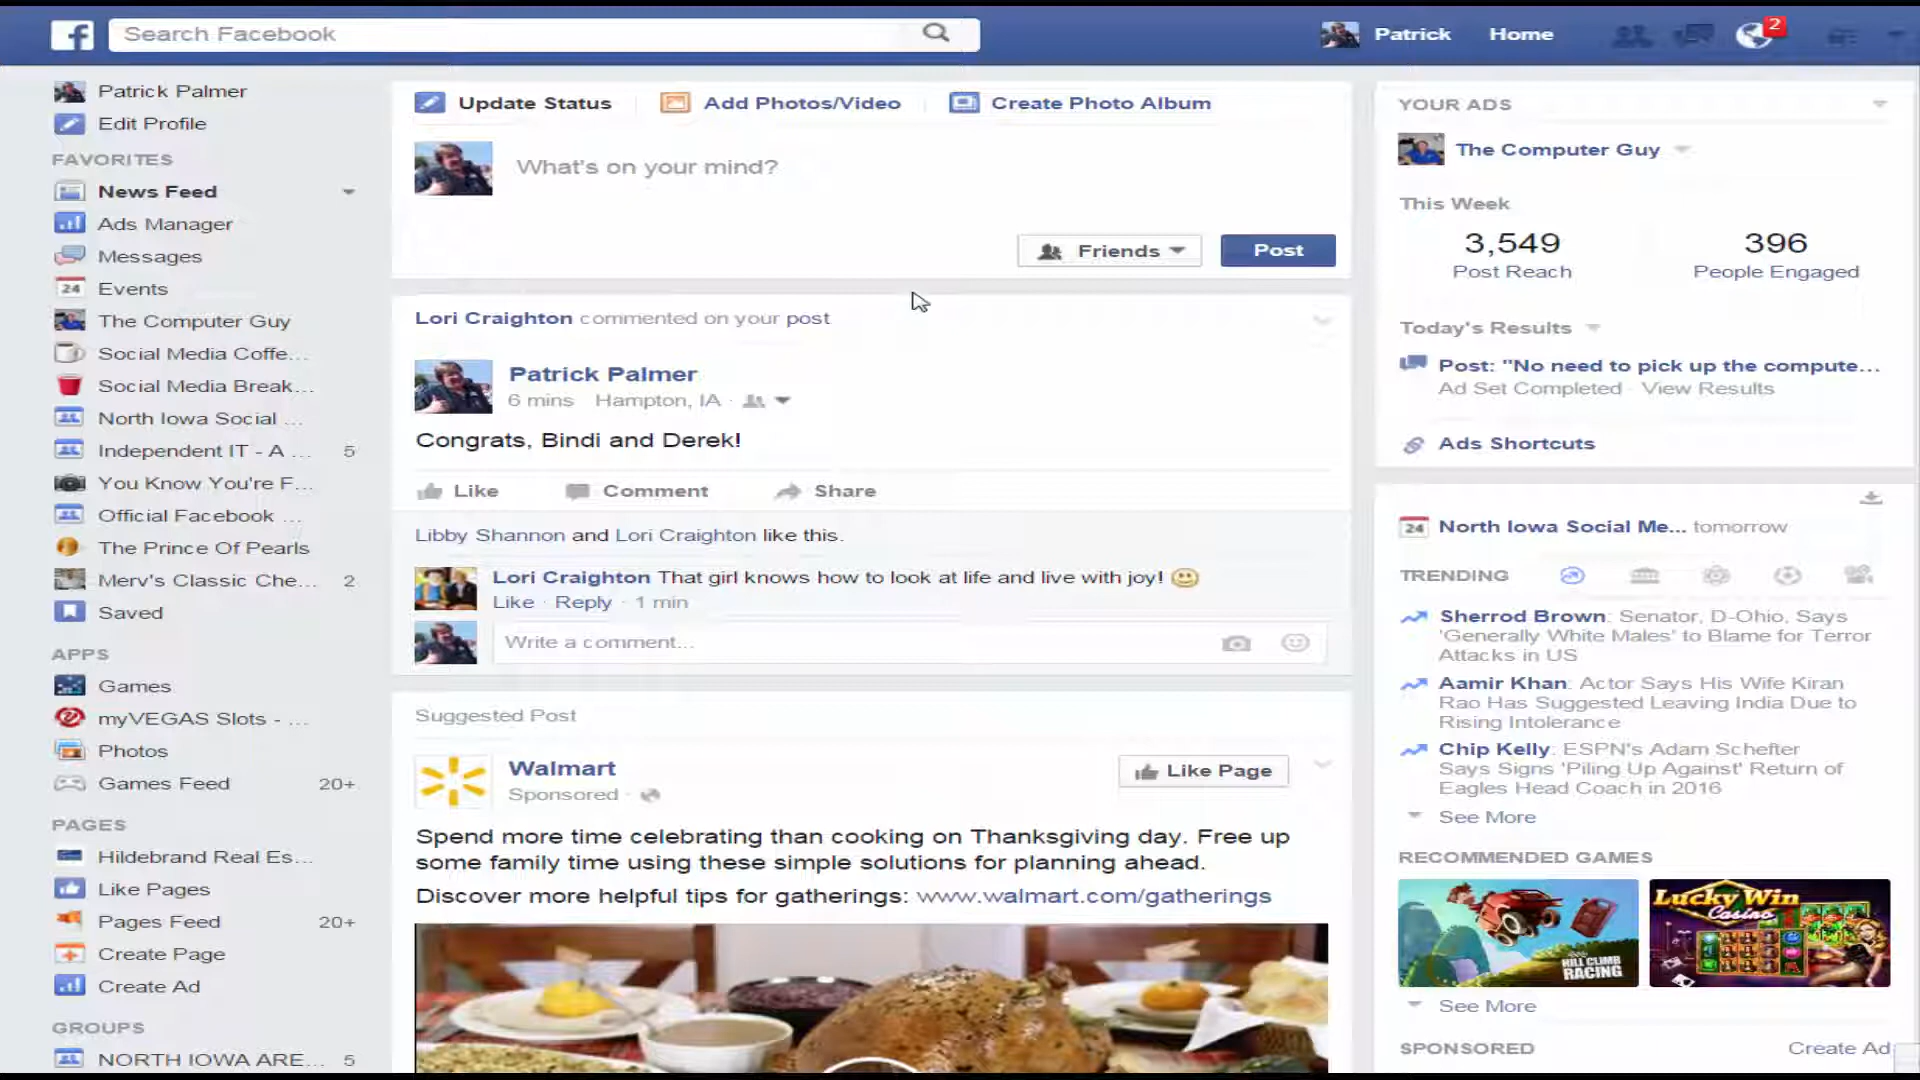 f Search Facebook Patrick Home 2
Patrick Palmer
Edit Profile
FAVORITES
News Feed
Ads Manager
Messages
24 Events
The Computer Guy
Social Media Coffe...
Social Media Break...
North Iowa Social ...
Independent IT - A ... 5
You Know You're F...
Official Facebook ...
The Prince Of Pearls
Merv's Classic Che... 2
Saved
APPS
Games
myVEGAS Slots - ...
Photos
Games Feed 20+
PAGES
Hildebrand Real Es...
Like Pages
Pages Feed 20+
Create Page
Create Ad
GROUPS
NORTH IOWA ARE... 5
Update Status Add Photos/Video Create Photo Album
What's on your mind?
Friends Post
Lori Craighton commented on your post
Patrick Palmer
6 mins · Hampton, IA ·
Congrats, Bindi and Derek!
Like Comment Share
Libby Shannon and Lori Craighton like this.
Lori Craighton That girl knows how to look at life and live with joy!
Like · Reply · 1 min
Write a comment...
Suggested Post
Walmart
Sponsored ·
Like Page
Spend more time celebrating than cooking on Thanksgiving day. Free up
some family time using these simple solutions for planning ahead.
Discover more helpful tips for gatherings: www.walmart.com/gatherings
YOUR ADS
The Computer Guy
This Week
3,549 396
Post Reach People Engaged
Today's Results
Post: "No need to pick up the compute...
Ad Set Completed · View Results
Ads Shortcuts
24 North Iowa Social Me... tomorrow
TRENDING
Sherrod Brown: Senator, D-Ohio, Says
'Generally White Males' to Blame for Terror
Attacks in US
Aamir Khan: Actor Says His Wife Kiran
Rao Has Suggested Leaving India Due to
Rising Intolerance
Chip Kelly: ESPN's Adam Schefter
Says Signs 'Piling Up Against' Return of
Eagles Head Coach in 2016
See More
RECOMMENDED GAMES
HILL CLIMB
RACING
Lucky Win
Casino
See More
SPONSORED Create Ad